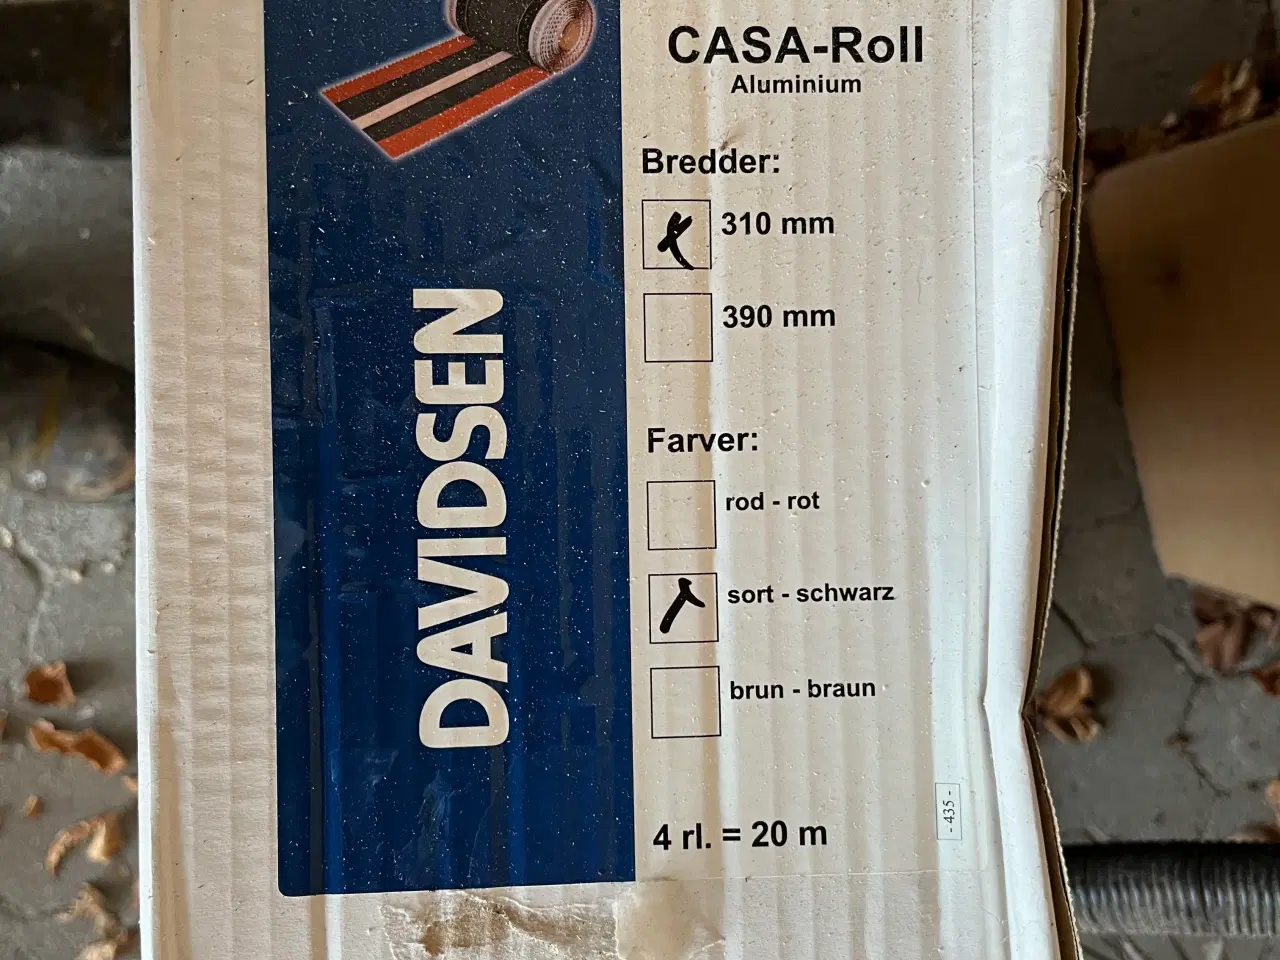 CASA-Roll
Aluminium
Bredder:
310 mm
390 mm
Farver:
rod - rot
sort - schwarz
brun - braun
4 rl. = 20 m
- 435 -
DAVIDSEN